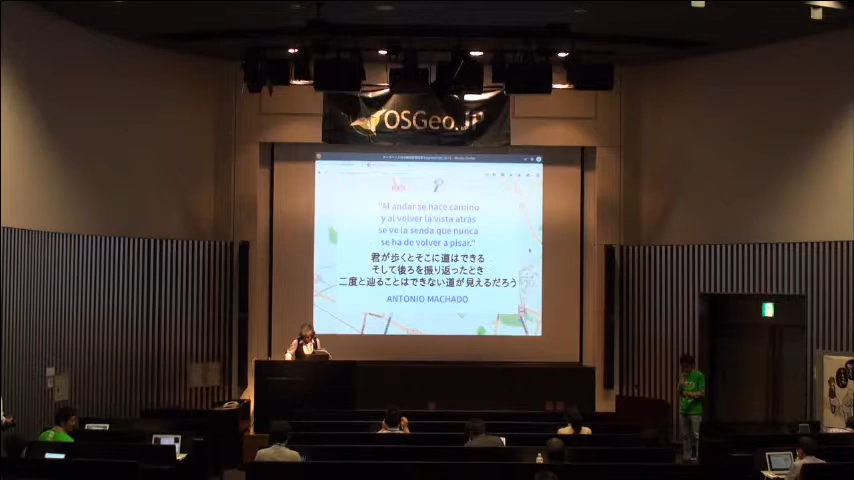 OSGeo.JP
"Al andar se hace camino
y al volver la vista atras
se ve la senda que nunca
se ha de volver a pisar."
君が歩くとそこに道はできる
そして後ろを振り返ったとき
二度と辿ることはできない道が見えるだろう
ANTONIO MACHADO